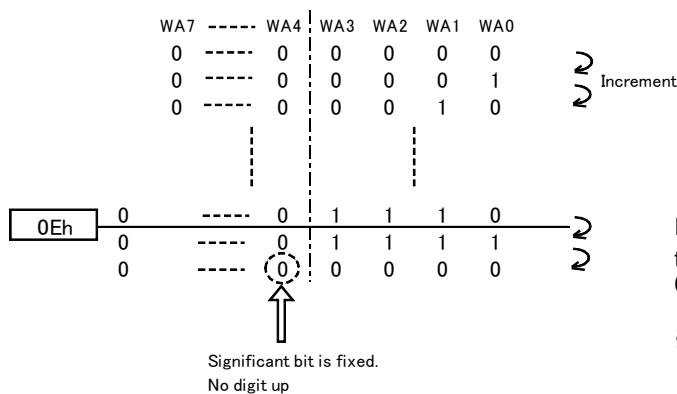 WA7 ----- WA4 WA3 WA2 WA1 WA0
0 ----- 0 0 0 0 0
0 ----- 0 0 0 0 1
Increment
0 ----- 0 0 0 1 0
0 ----- 0 1 1 1 0
0Eh
0 ----- 0 1 1 1 1
0 ----- 0 0 0 0 0
Significant bit is fixed.
No digit up